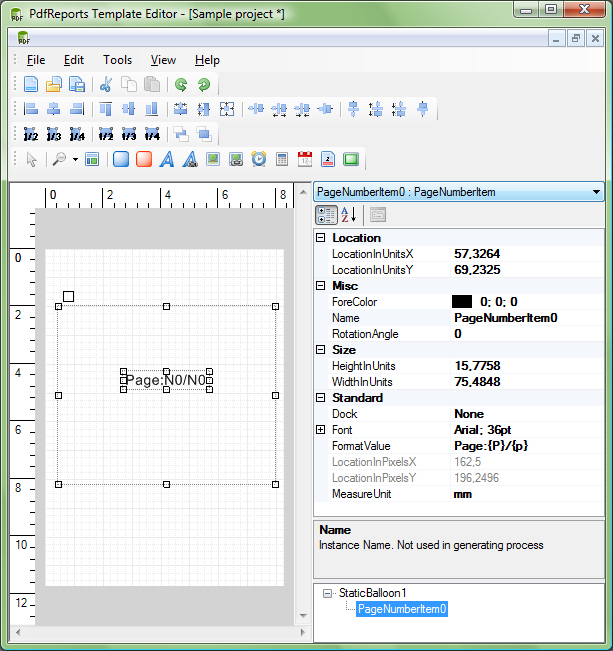 PdfReports Template Editor - [Sample project *]
File Edit Tools View Help
1/2 1/3 1/4 1/2 1/3 1/4
0 2 4 6 8
0
2
4
6
8
10
12
Page:N0/N0
PageNumberItem0 : PageNumberItem
Location
LocationInUnitsX 57,3264
LocationInUnitsY 69,2325
Misc
ForeColor 0; 0; 0
Name PageNumberItem0
RotationAngle 0
Size
HeightInUnits 15,7758
WidthInUnits 75,4848
Standard
Dock None
Font Arial; 36pt
FormatValue Page:{P}/{p}
LocationInPixelsX 162,5
LocationInPixelsY 196,2496
MeasureUnit mm
Name
Instance Name. Not used in generating process
StaticBalloon1
PageNumberItem0